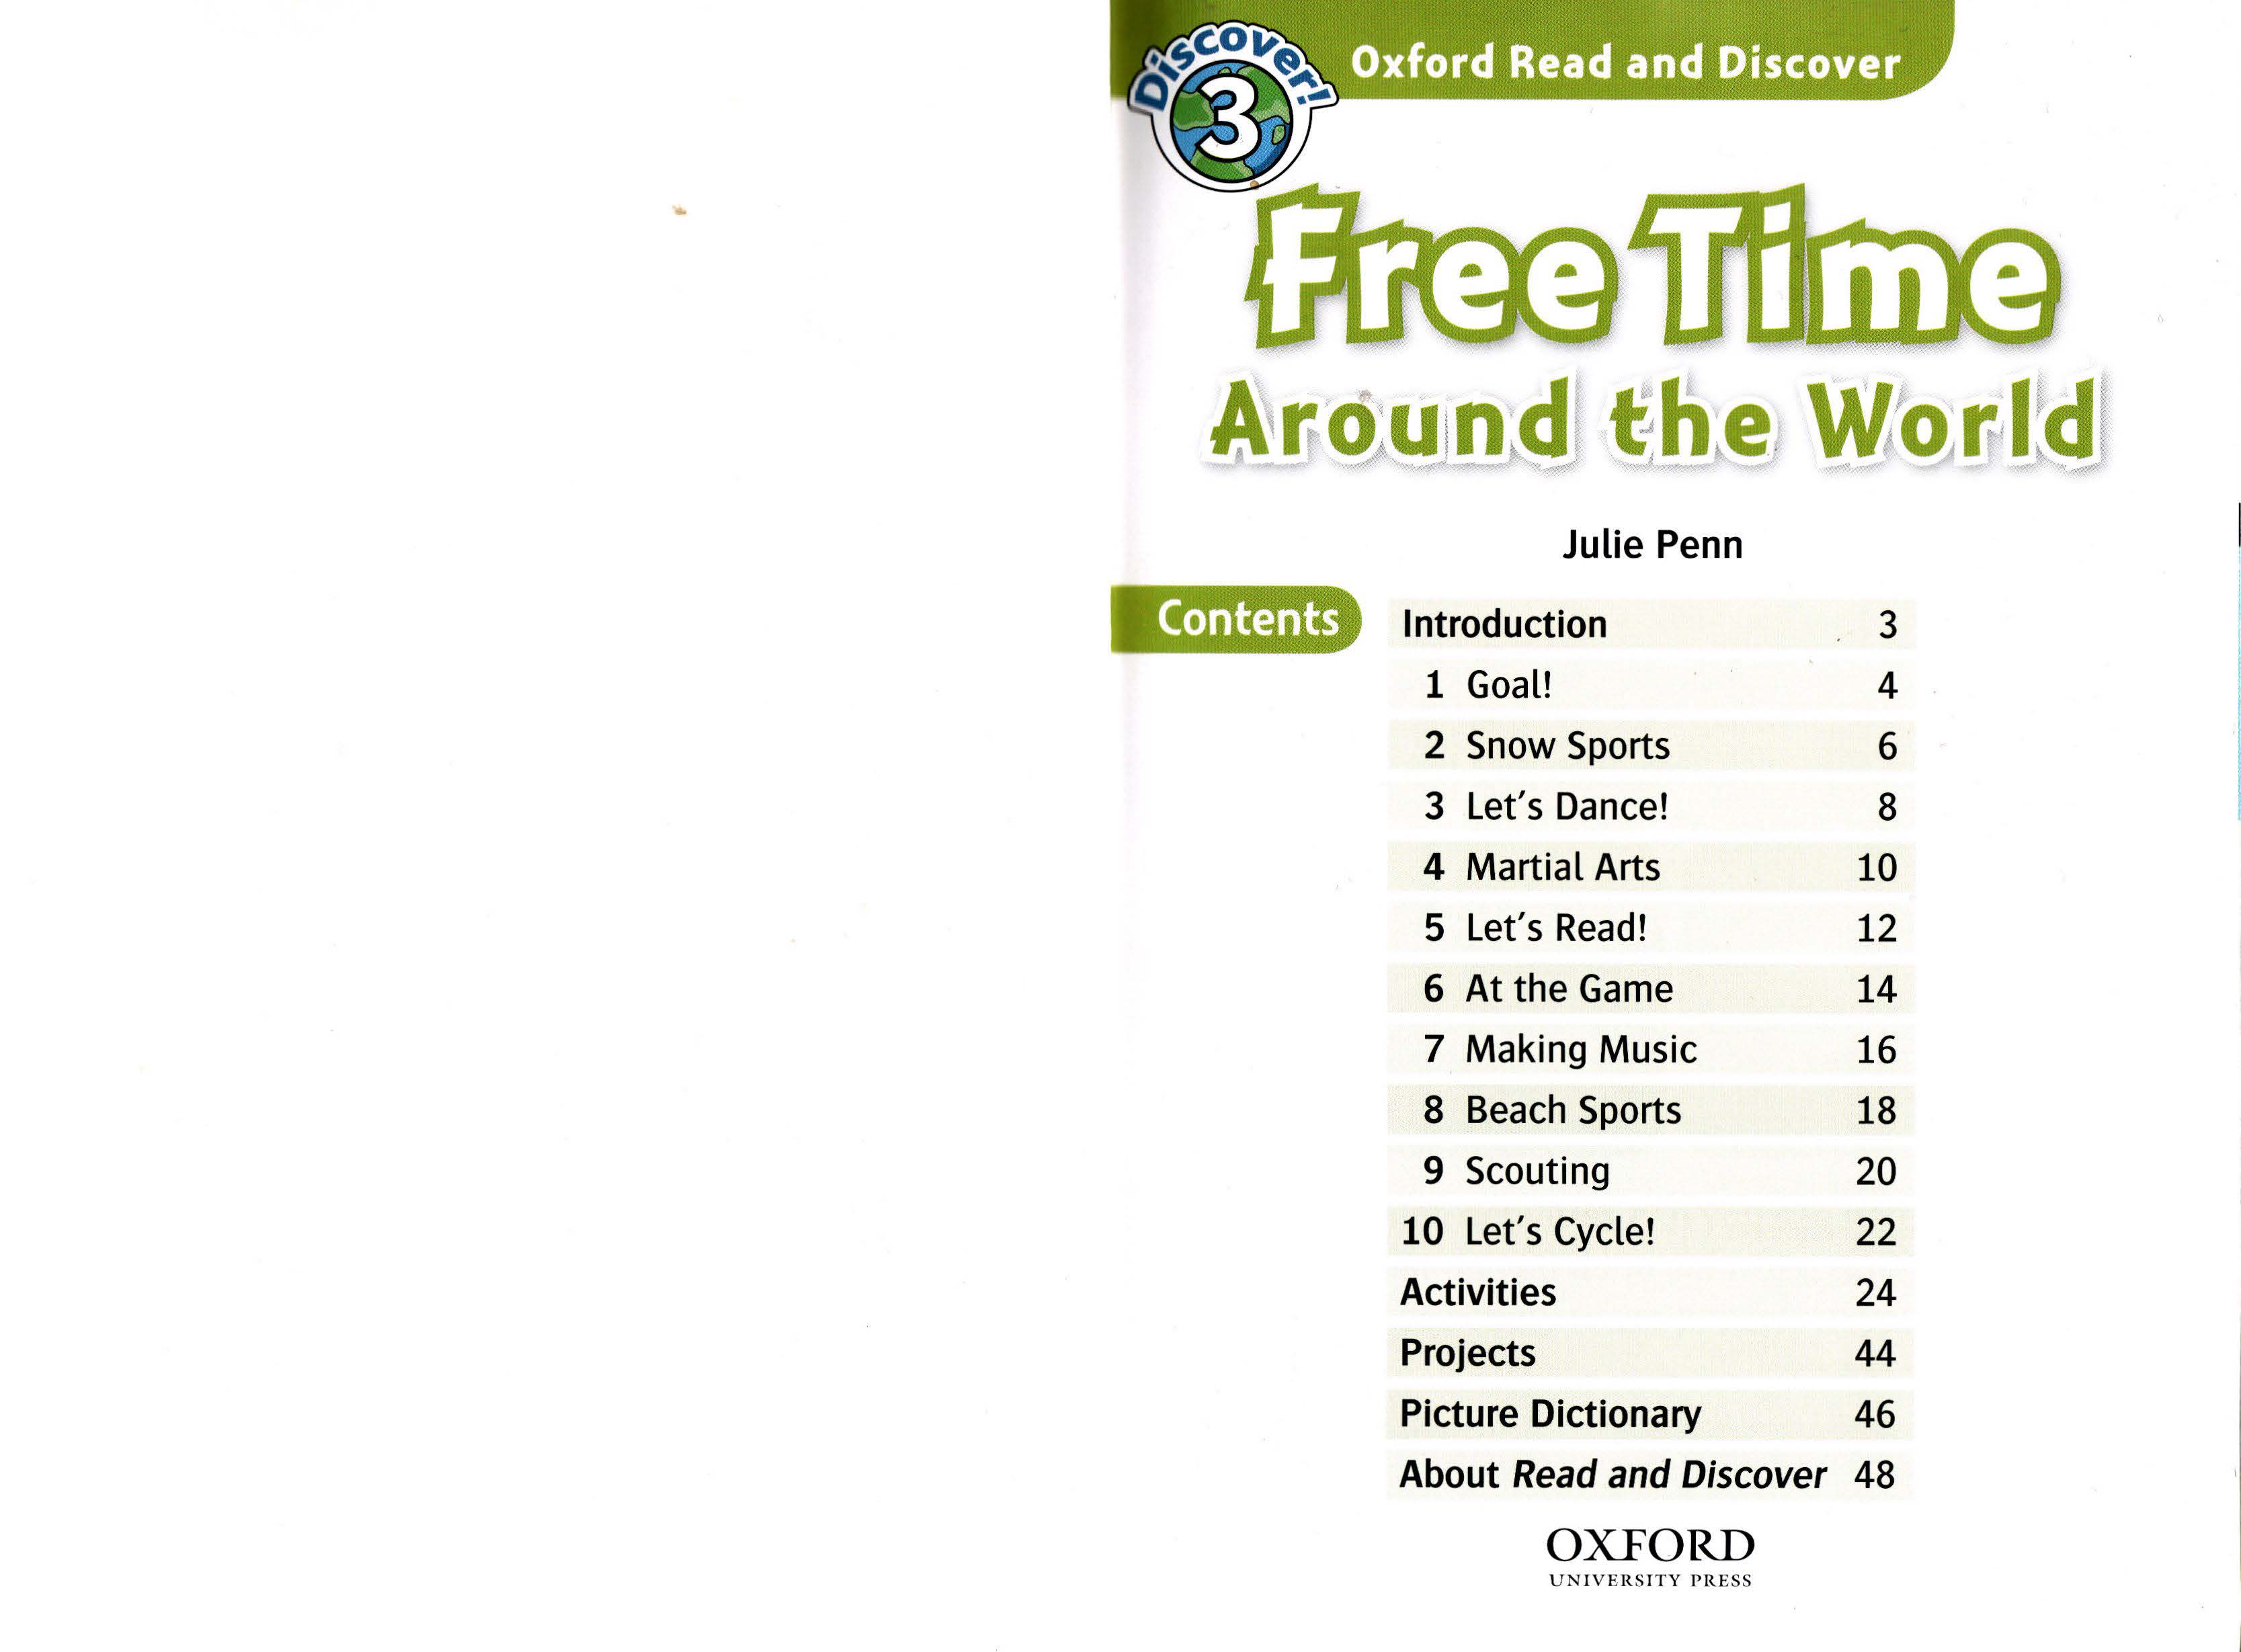 Discover!
3
Oxford Read and Discover
Free Time
Around the World
Julie Penn
Contents
Introduction 3
1 Goal! 4
2 Snow Sports 6
3 Let's Dance! 8
4 Martial Arts 10
5 Let's Read! 12
6 At the Game 14
7 Making Music 16
8 Beach Sports 18
9 Scouting 20
10 Let's Cycle! 22
Activities 24
Projects 44
Picture Dictionary 46
About Read and Discover 48
OXFORD
UNIVERSITY PRESS